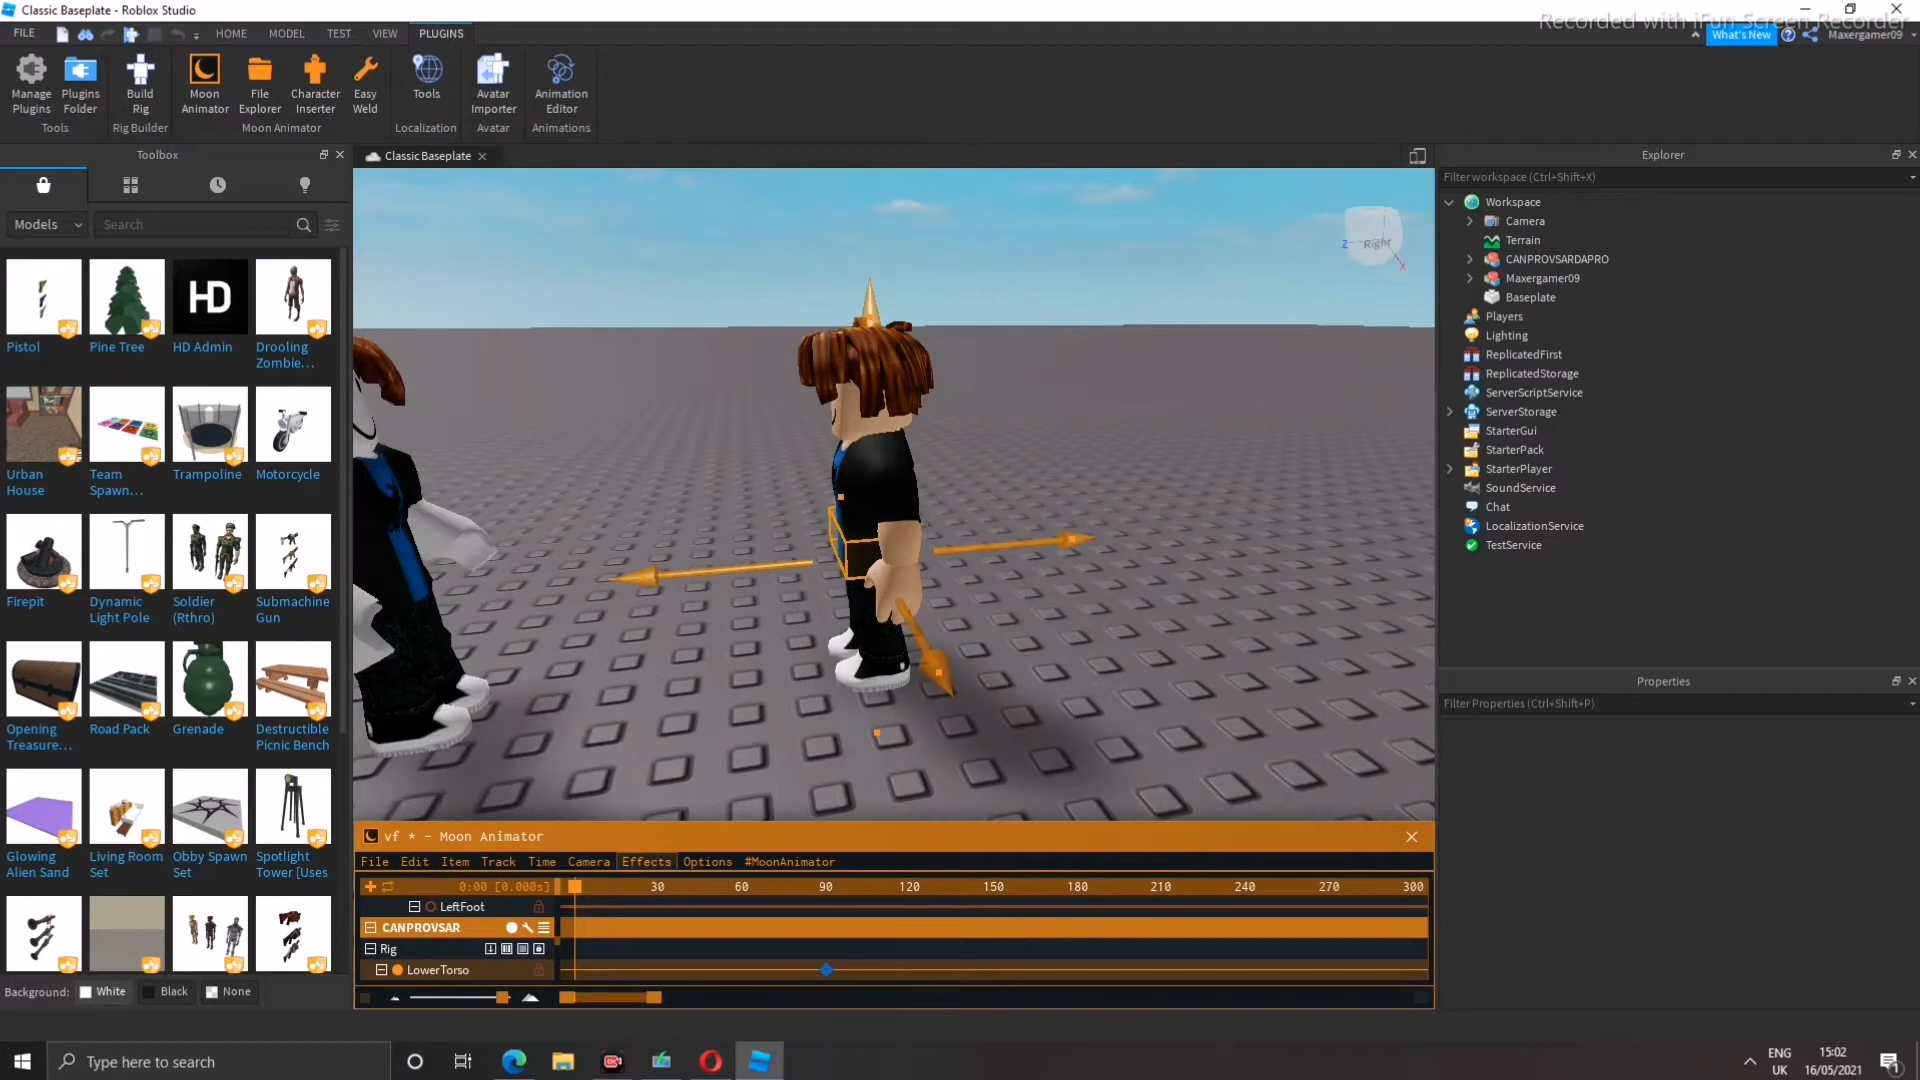 Classic Baseplate - Roblox Studio
Recorded with iFun Screen Recorder
FILE HOME MODEL TEST VIEW PLUGINS What's New Maxergamer09
Manage Plugins
Plugins Folder
Build Rig
Moon Animator
File Explorer
Character Inserter
Easy Weld
Tools
Avatar Importer
Animation Editor
Tools Rig Builder Moon Animator Localization Avatar Animations
Toolbox
Models Search
Pistol
Pine Tree
HD
HD Admin
Drooling Zombie...
Urban House
Team Spawn...
Trampoline
Motorcycle
Firepit
Dynamic Light Pole
Soldier (Rthro)
Submachine Gun
Opening Treasure...
Road Pack
Grenade
Destructible Picnic Bench
Glowing Alien Sand
Living Room Set
Obby Spawn Set
Spotlight Tower [Uses
Background: White Black None
Classic Baseplate
Z Right X
vf * - Moon Animator
File Edit Item Track Time Camera Effects Options #MoonAnimator
0:00 [0.000s] 30 60 90 120 150 180 210 240 270 300
LeftFoot
CANPROVSAR
Rig
LowerTorso
Explorer
Filter workspace (Ctrl+Shift+X)
Workspace
Camera
Terrain
CANPROVSARDAPRO
Maxergamer09
Baseplate
Players
Lighting
ReplicatedFirst
ReplicatedStorage
ServerScriptService
ServerStorage
StarterGui
StarterPack
StarterPlayer
SoundService
Chat
LocalizationService
TestService
Properties
Filter Properties (Ctrl+Shift+P)
Type here to search
ENG
UK
15:02
16/05/2021
1